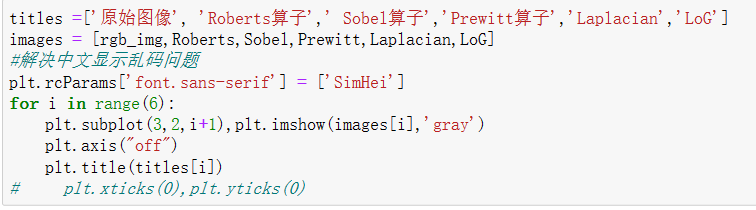 titles =['原始图像', 'Roberts算子',' Sobel算子','Prewitt算子','Laplacian','LoG']
images = [rgb_img,Roberts,Sobel,Prewitt,Laplacian,LoG]
#解决中文显示乱码问题
plt.rcParams['font.sans-serif'] = ['SimHei']
for i in range(6):
    plt.subplot(3,2,i+1),plt.imshow(images[i],'gray')
    plt.axis("off")
    plt.title(titles[i])
#     plt.xticks(0),plt.yticks(0)